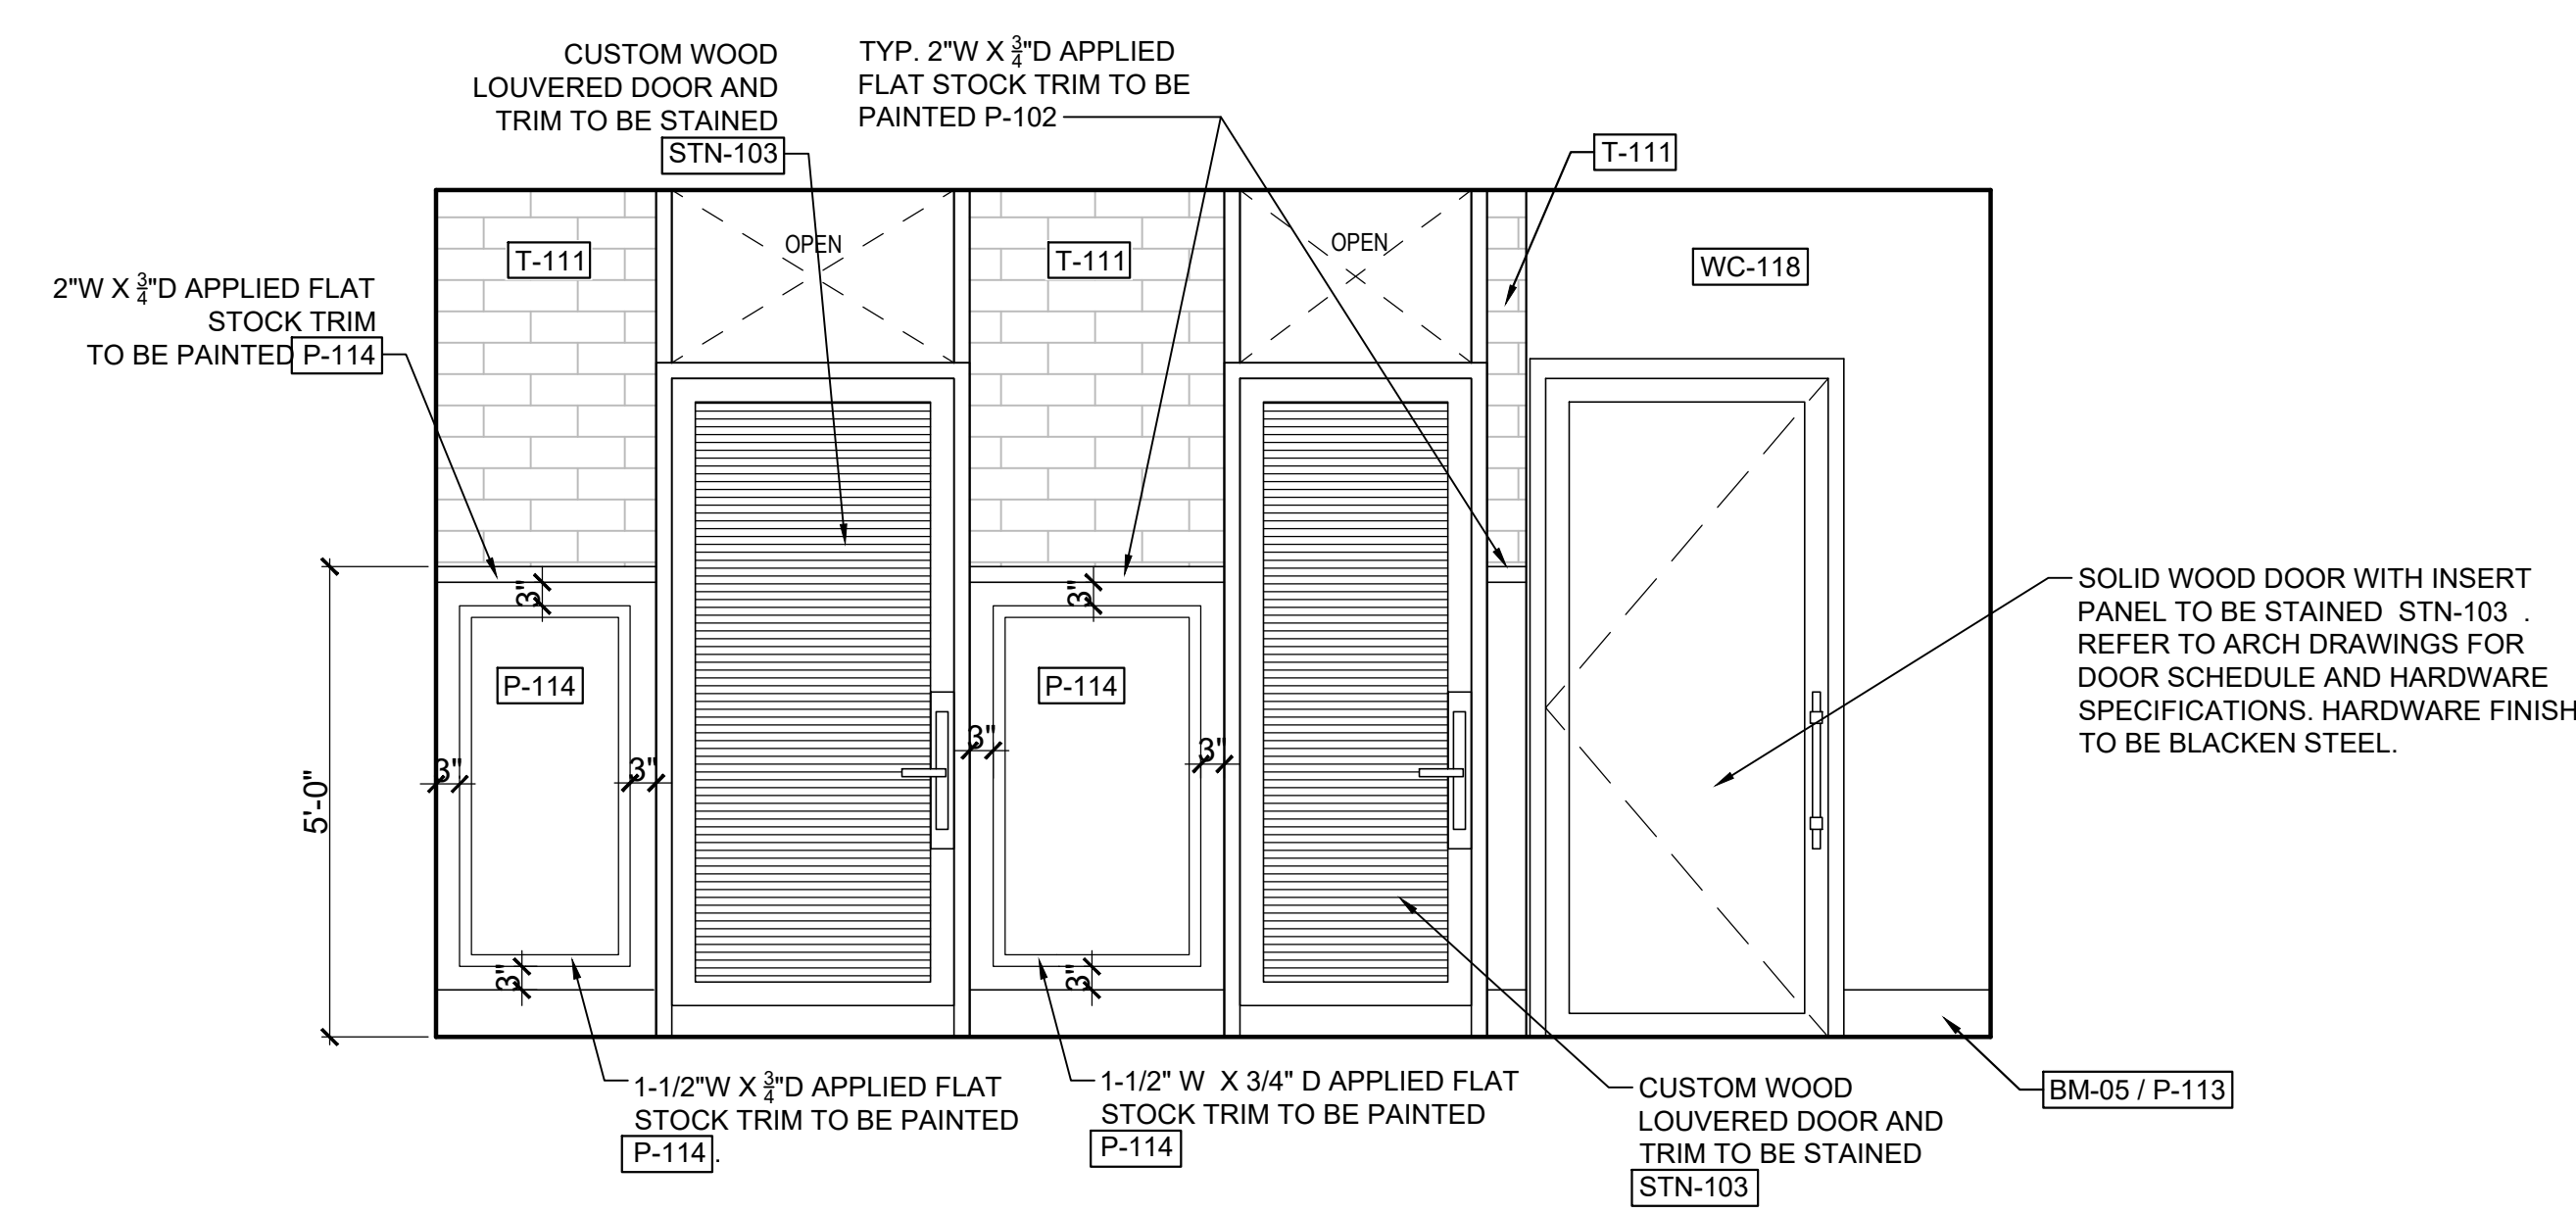 CUSTOM WOOD
LOUVERED DOOR AND
TRIM TO BE STAINED
STN-103
TYP. 2"W X 3/4"D APPLIED
FLAT STOCK TRIM TO BE
PAINTED P-102
T-111
2"W X 3/4"D APPLIED FLAT
STOCK TRIM
TO BE PAINTED P-114
T-111
OPEN
T-111
OPEN
WC-118
3"
3"
P-114
P-114
3"
3"
3"
3"
5'-0"
3"
3"
SOLID WOOD DOOR WITH INSERT
PANEL TO BE STAINED STN-103 .
REFER TO ARCH DRAWINGS FOR
DOOR SCHEDULE AND HARDWARE
SPECIFICATIONS. HARDWARE FINISH
TO BE BLACKEN STEEL.
1-1/2"W X 3/4"D APPLIED FLAT
STOCK TRIM TO BE PAINTED
P-114.
1-1/2" W X 3/4" D APPLIED FLAT
STOCK TRIM TO BE PAINTED
P-114
CUSTOM WOOD
LOUVERED DOOR AND
TRIM TO BE STAINED
STN-103
BM-05 / P-113